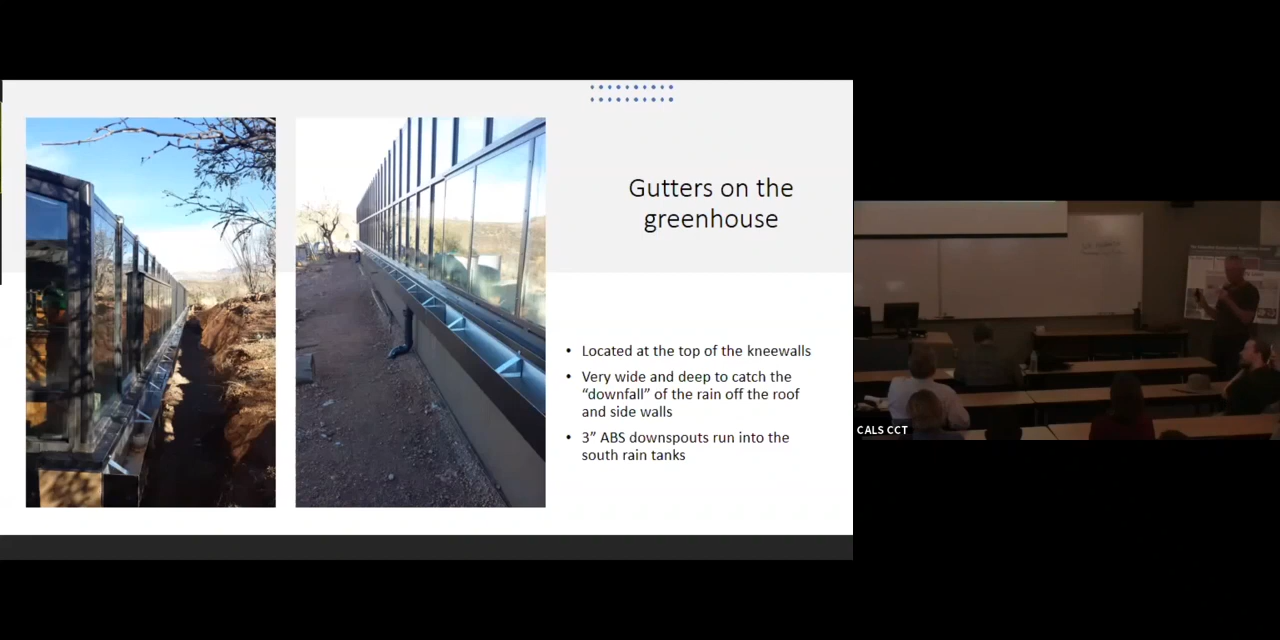 Gutters on the
greenhouse
• Located at the top of the kneewalls
• Very wide and deep to catch the
“downfall” of the rain off the roof
and side walls
• 3” ABS downspouts run into the
south rain tanks
CALS CCT